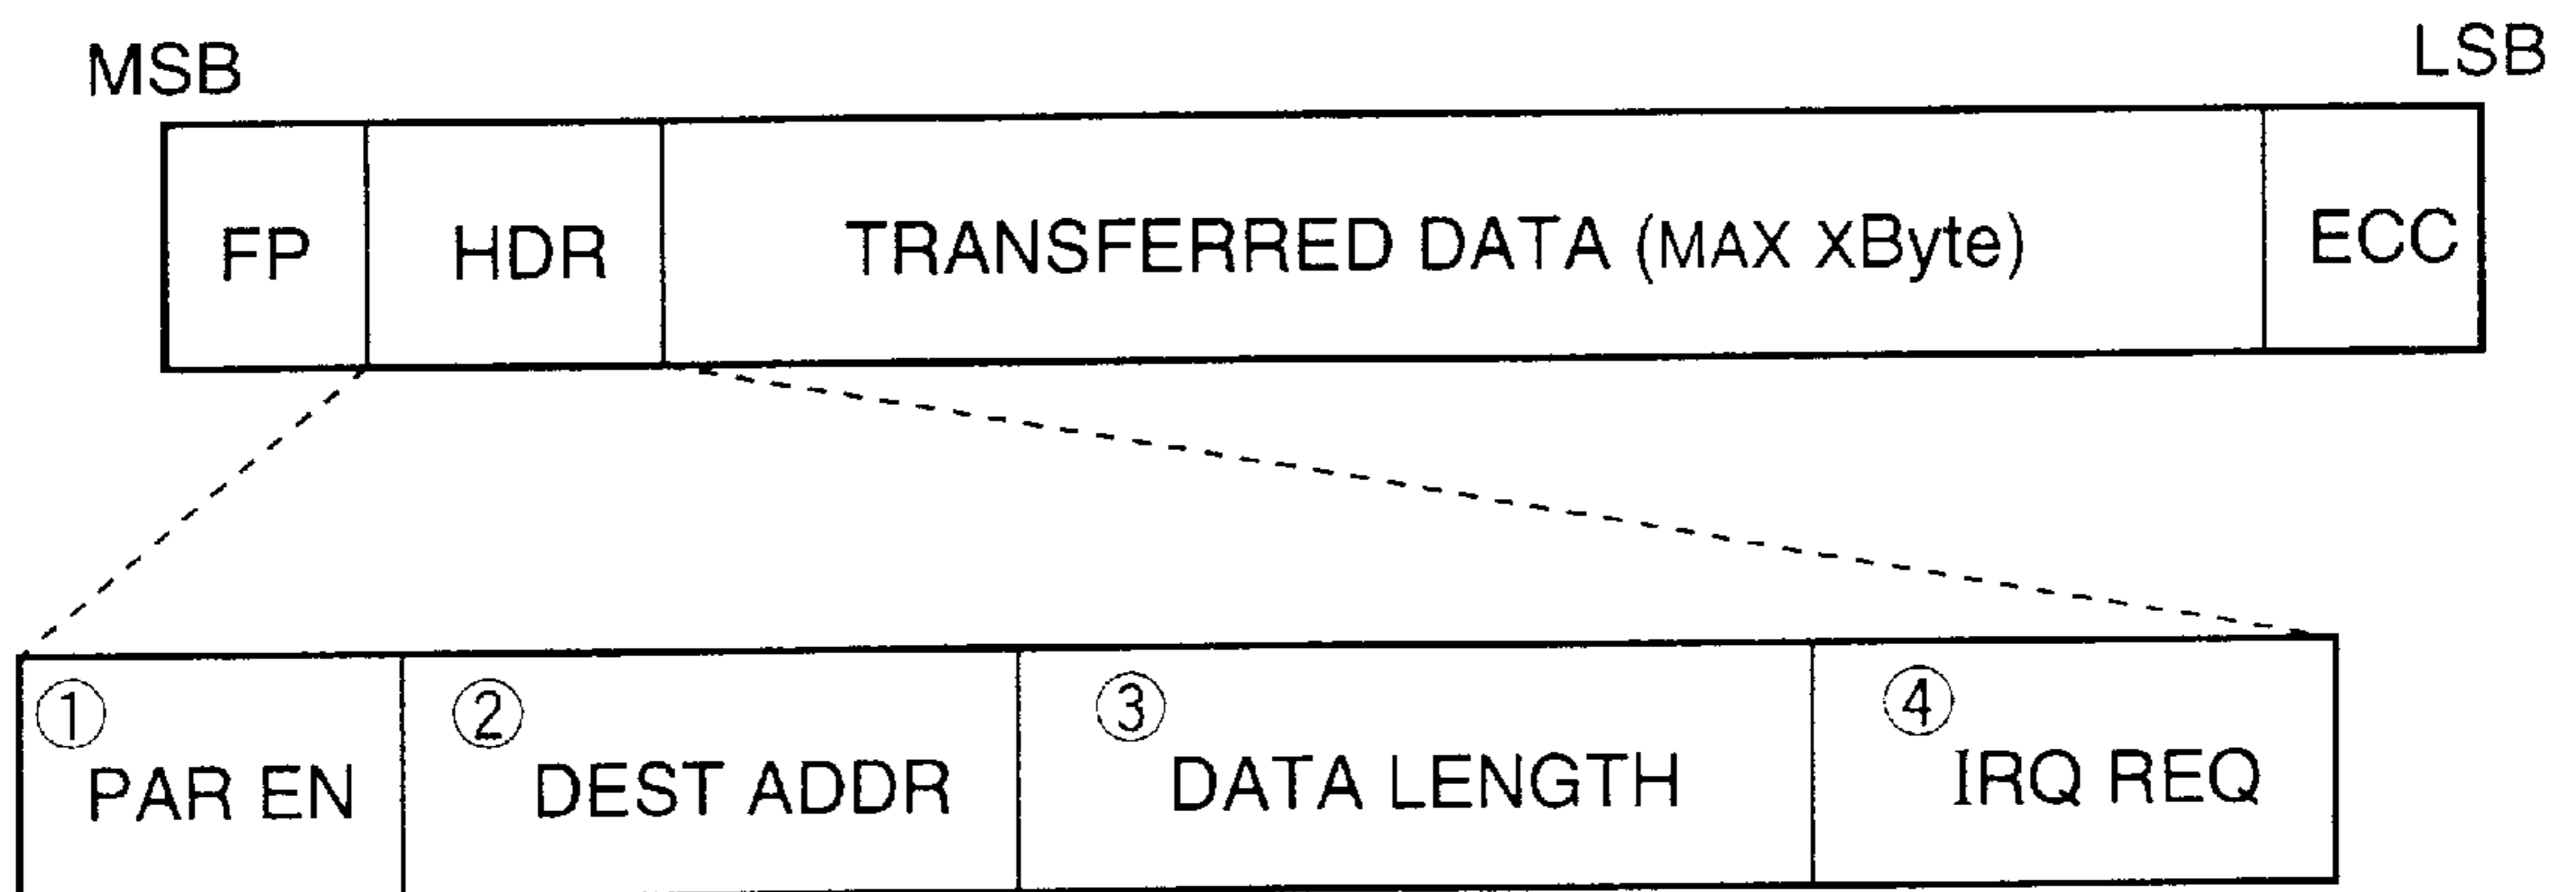 MSB LSB
FP HDR TRANSFERRED DATA (MAX XByte) ECC
① ② ③ ④
PAR EN DEST ADDR DATA LENGTH IRQ REQ